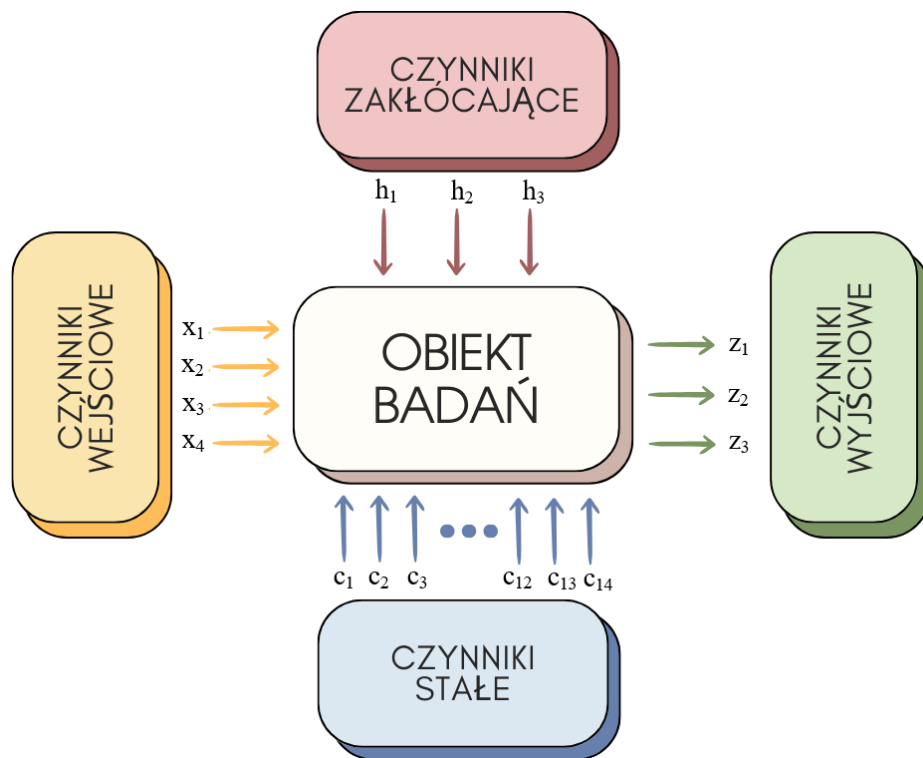 CZYNNIKI
ZAKŁÓCAJĄCE
h₁ h₂ h₃
CZYNNIKI
WEJŚCIOWE
x₁
x₂
x₃
x₄
OBIEKT
BADAŃ
z₁
z₂
z₃
CZYNNIKI
WYJŚCIOWE
c₁ c₂ c₃ ••• c₁₂ c₁₃ c₁₄
CZYNNIKI
STAŁE